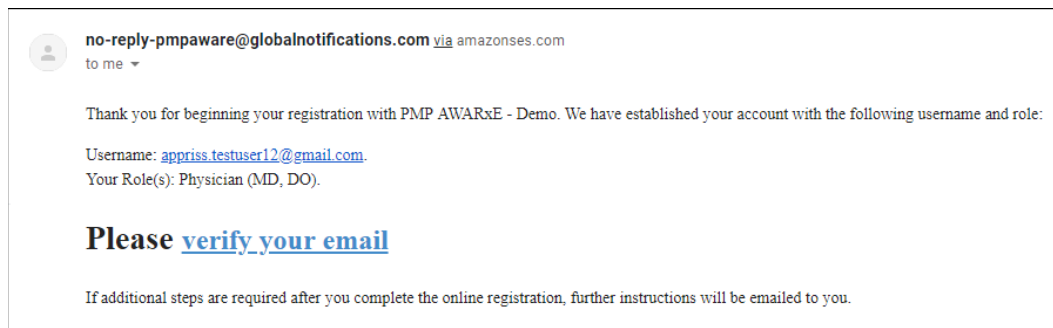 no-reply-pmpaware@globalnotifications.com via amazonses.com
to me
Thank you for beginning your registration with PMP AWARxE - Demo. We have established your account with the following username and role:
Username: appriss.testuser12@gmail.com.
Your Role(s): Physician (MD, DO).
Please verify your email
If additional steps are required after you complete the online registration, further instructions will be emailed to you.